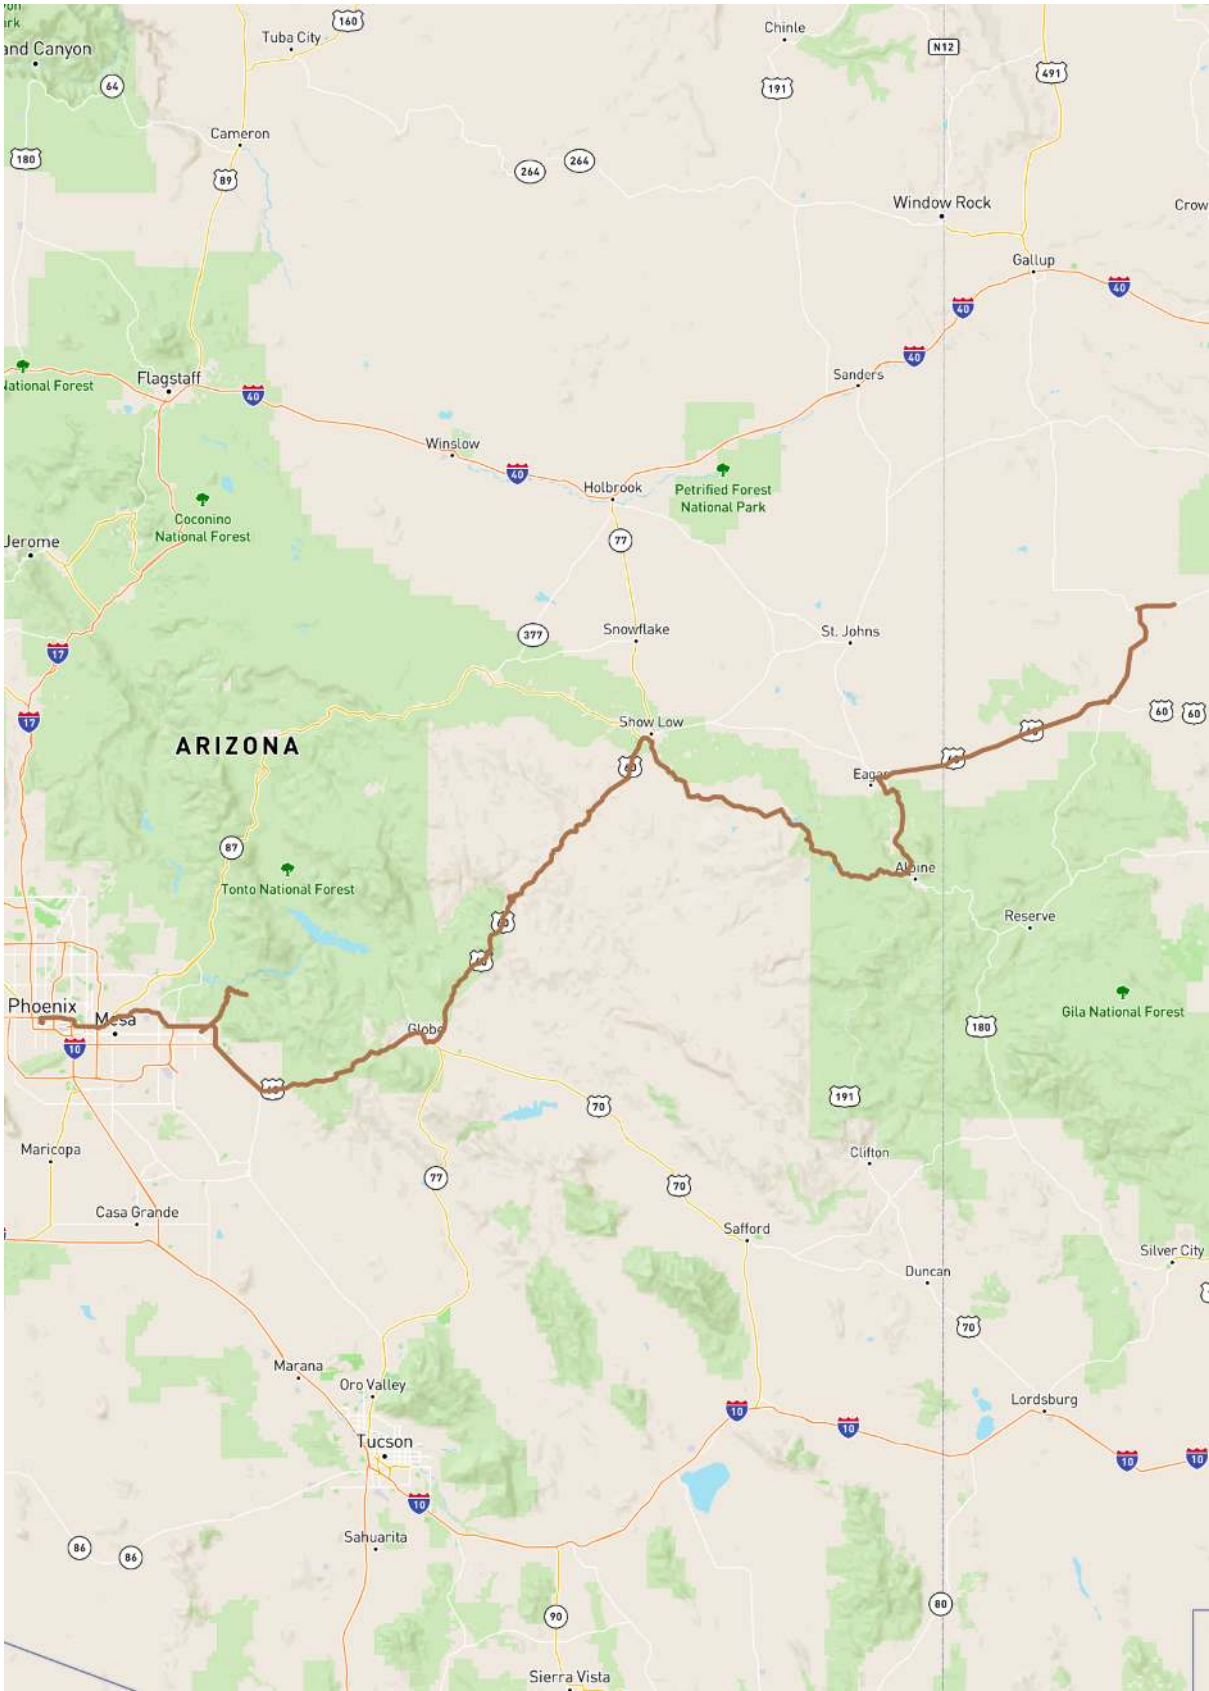 on
ark
160
Tuba City
Chinle
N12
and Canyon
491
64
191
Cameron
180
264
264
89
Window Rock
Crow
Gallup
40
40
40
Sanders
Flagstaff
National Forest
40
Winslow
40
Holbrook
Petrified Forest
National Park
Coconino
National Forest
77
Jerome
377
Snowflake
St. Johns
17
17
60
60
Show Low
ARIZONA
60
Eagar
87
Tonto National Forest
Alpine
Reserve
60
Phoenix
Mesa
Globe
Gila National Forest
180
10
60
191
70
Maricopa
Clifton
77
70
Casa Grande
Safford
Silver City
Duncan
70
Marana
Oro Valley
Lordsburg
10
10
Tucson
10
10
10
Sahuarita
86
86
80
90
Sierra Vista